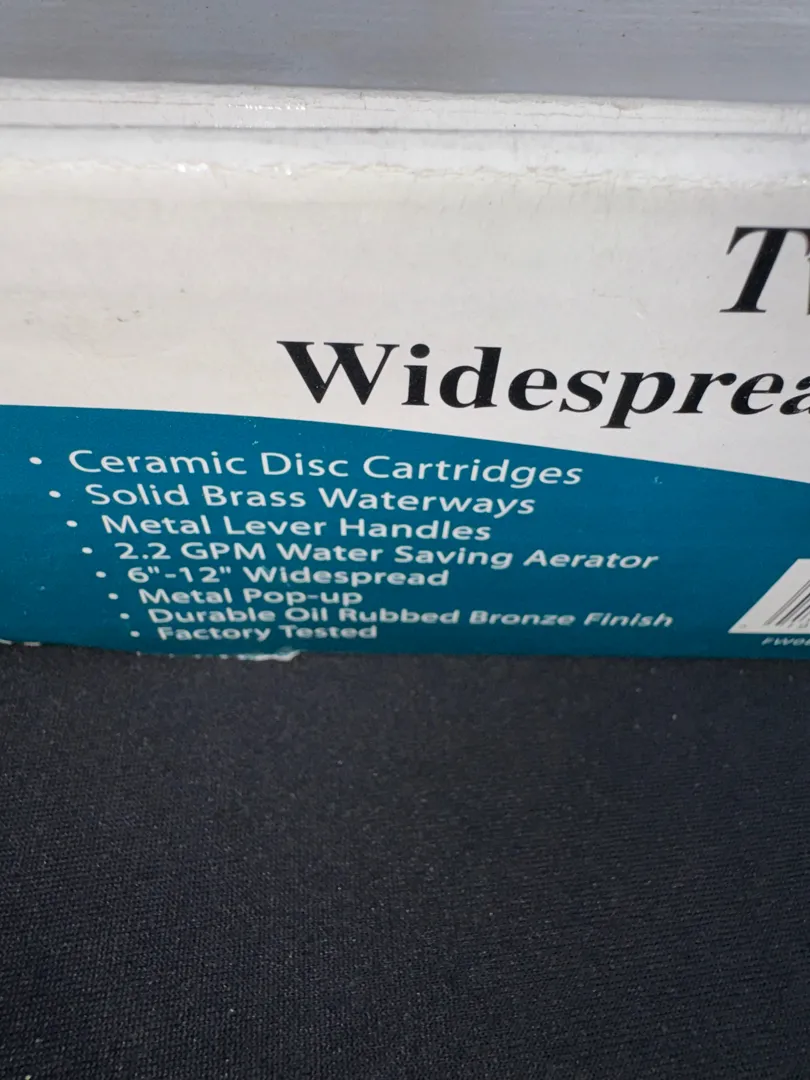 Widesprea
• Ceramic Disc Cartridges
• Solid Brass Waterways
• Metal Lever Handles
• 2.2 GPM Water Saving Aerator
• 6"-12" Widespread
• Metal Pop-up
• Durable Oil Rubbed Bronze Finish
• Factory Tested